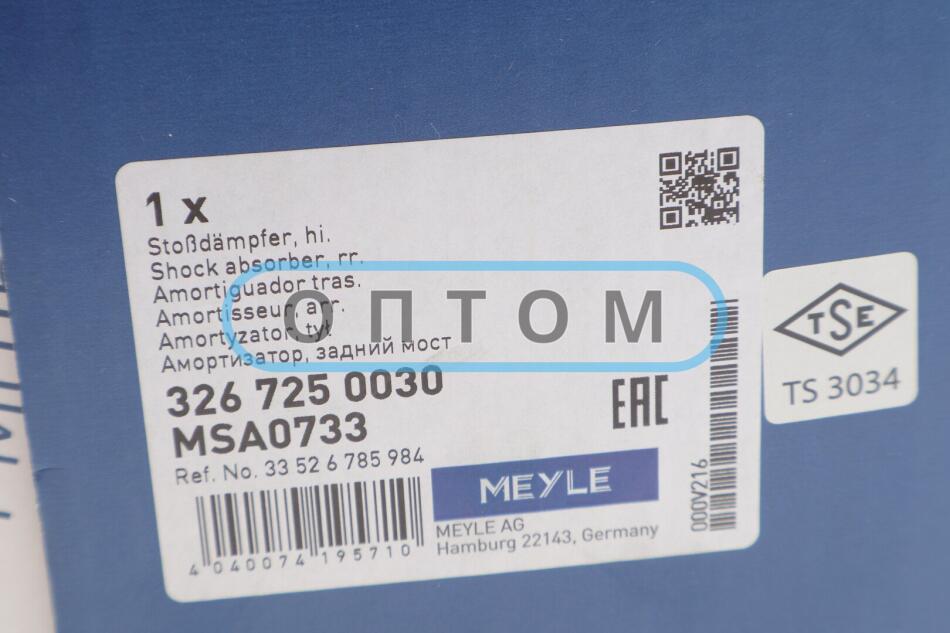 1 x
Stoßdämpfer, hi.
Shock absorber, rr.
Amortiguador tras.
Amortisseur, arr.
Amortyzator, tył
Амортизатор, задний мост
ОПТОМ
326 725 0030
MSA0733
Ref. No. 33 52 6 785 984
EAC
MEYLE
MEYLE AG
Hamburg 22143, Germany
4 040074 195710
000V216
TSE
TS 3034